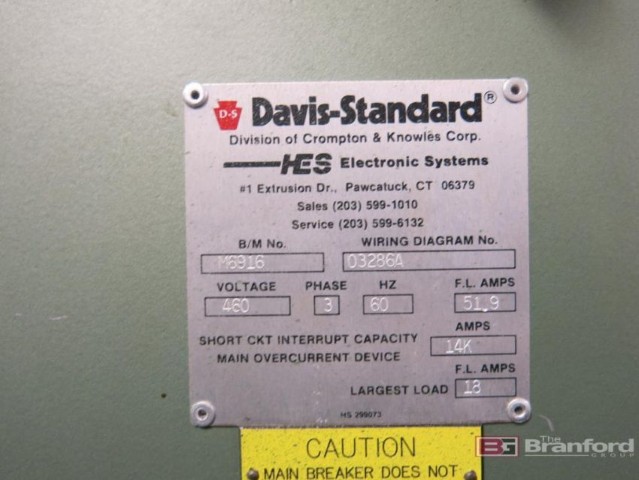 D-S Davis-Standard®
Division of Crompton & Knowles Corp.
HES Electronic Systems
#1 Extrusion Dr., Pawcatuck, CT 06379
Sales (203) 599-1010
Service (203) 599-6132
B/M No. WIRING DIAGRAM No.
M6916 D3286A
VOLTAGE PHASE HZ F.L. AMPS
460 3 60 51.9
SHORT CKT INTERRUPT CAPACITY AMPS
MAIN OVERCURRENT DEVICE 14K
F.L. AMPS
LARGEST LOAD 18
HS 299073
CAUTION
MAIN BREAKER DOES NOT
BG The Branford GROUP